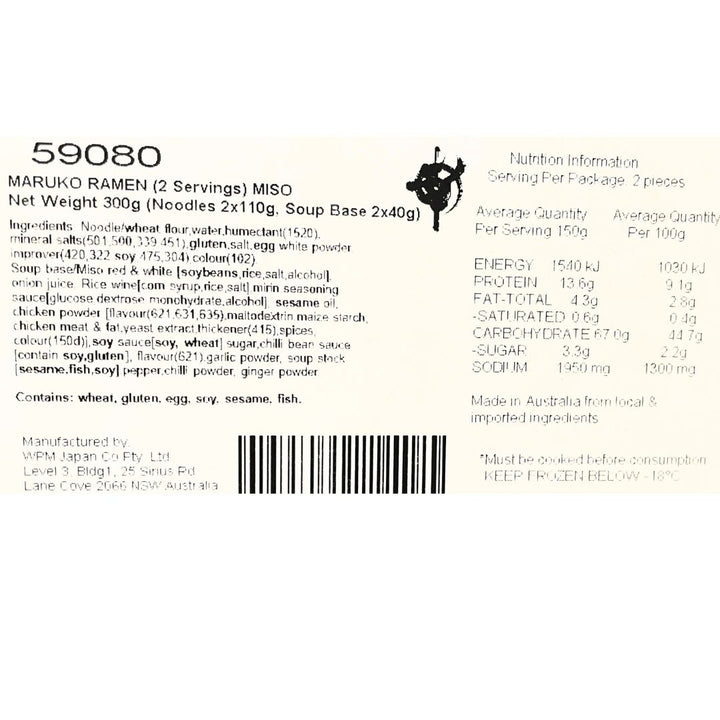 59080
MARUKO RAMEN (2 Servings) MISO
Net Weight 300g (Noodles 2x110g, Soup Base 2x40g)
Ingredients Noodle/wheat flour,water,humectant(1520),
mineral salts(501,500,339 451),gluten,salt,egg white powder
improver(420,322 soy 475,304) colour(102)
Soup base/Miso red & white [soybeans,rice,salt,alcohol],
onion juice. Rice wine[corn syrup,rice,salt] mirin seasoning
sauce[glucose dextrose monohydrate,alcohol], sesame oil,
chicken powder [flavour(621,631,635),maltodextrin maize starch,
chicken meat & fat,yeast extract,thickener(415),spices,
colour(150d)],soy sauce[soy, wheat] sugar,chilli bean sauce
[contain soy,gluten], flavour(621),garlic powder, soup stock
[sesame,fish,soy] pepper,chilli powder, ginger powder
Contains: wheat, gluten, egg, soy, sesame, fish.
Manufactured by:
WPM Japan Co Pty. Ltd
Level 3, Bldg1, 25 Sirius Rd
Lane Cove 2066 NSW Australia
Nutrition Information
Serving Per Package: 2 pieces
Average Quantity Average Quantity
Per Serving 150g Per 100g
ENERGY 1540 kJ 1030 kJ
PROTEIN 13.6g 9.1g
FAT-TOTAL 4.3g 2.8g
-SATURATED 0.6g 0.4g
CARBOHYDRATE 67.0g 44.7g
-SUGAR 3.3g 2.2g
SODIUM 1950 mg 1300 mg
Made in Australia from local &
imported ingredients
*Must be cooked before consumption
KEEP FROZEN BELOW -18°C